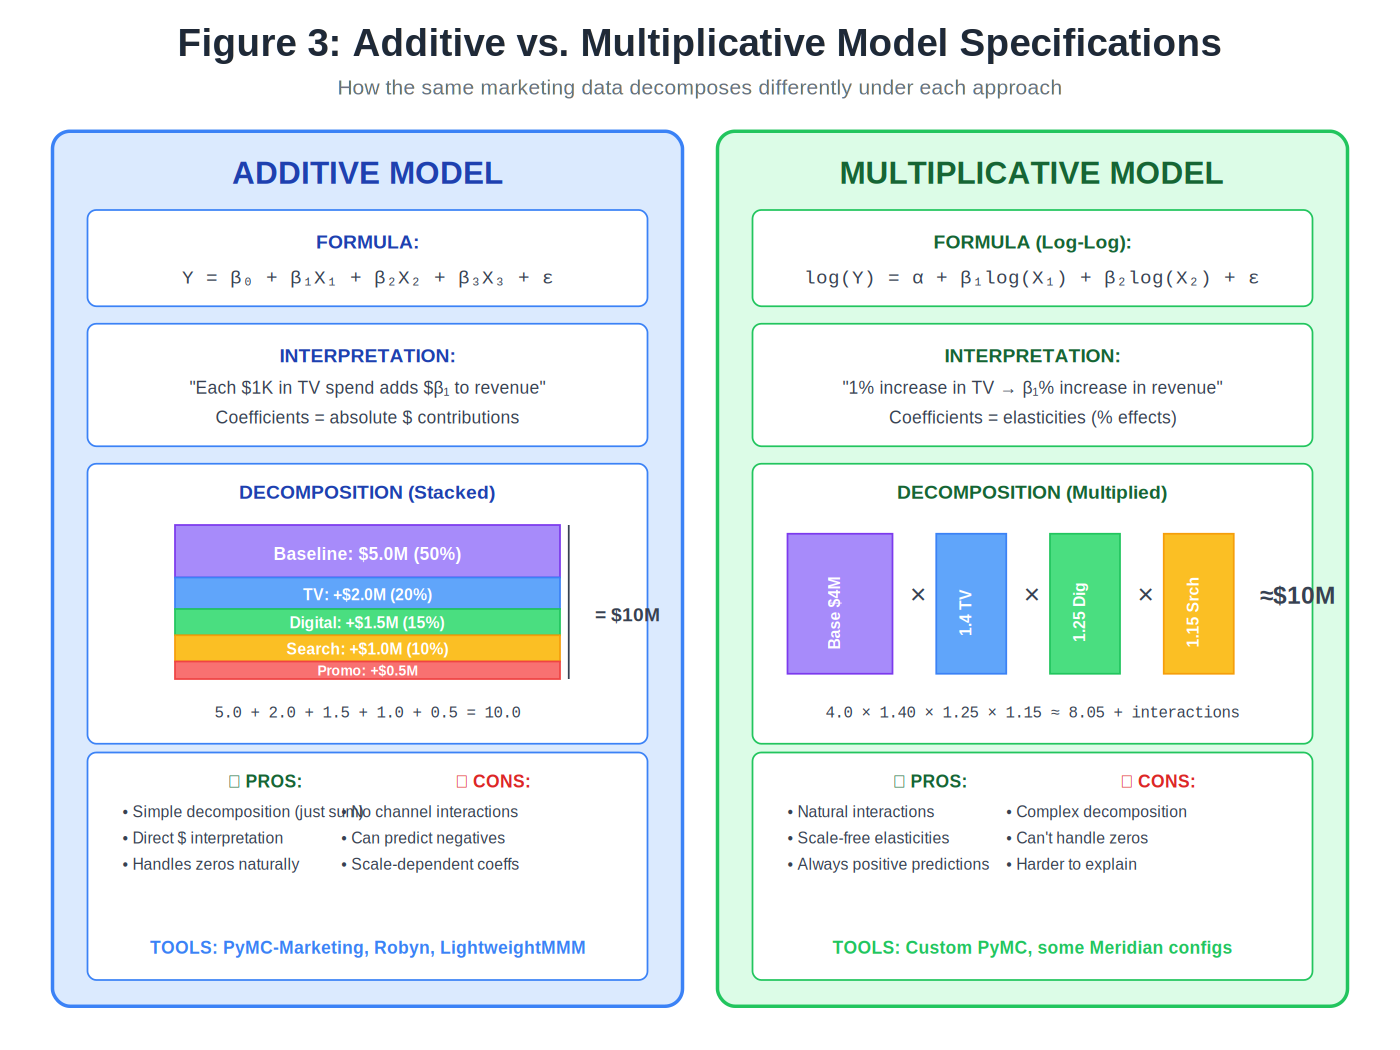 Figure 3: Additive vs. Multiplicative Model Specifications
How the same marketing data decomposes differently under each approach
ADDITIVE MODEL
FORMULA:
Y = β₀ + β₁X₁ + β₂X₂ + β₃X₃ + ε
INTERPRETATION:
"Each $1K in TV spend adds $β₁ to revenue"
Coefficients = absolute $ contributions
DECOMPOSITION (Stacked)
Baseline: $5.0M (50%)
TV: +$2.0M (20%)
Digital: +$1.5M (15%)
Search: +$1.0M (10%)
Promo: +$0.5M
= $10M
5.0 + 2.0 + 1.5 + 1.0 + 0.5 = 10.0
PROS:
• Simple decomposition (just sum)
• Direct $ interpretation
• Handles zeros naturally
CONS:
• No channel interactions
• Can predict negatives
• Scale-dependent coeffs
TOOLS: PyMC-Marketing, Robyn, LightweightMMM
MULTIPLICATIVE MODEL
FORMULA (Log-Log):
log(Y) = α + β₁log(X₁) + β₂log(X₂) + ε
INTERPRETATION:
"1% increase in TV → β₁% increase in revenue"
Coefficients = elasticities (% effects)
DECOMPOSITION (Multiplied)
Base $4M
×
1.4 TV
×
1.25 Dig
×
1.15 Srch
≈$10M
4.0 × 1.40 × 1.25 × 1.15 ≈ 8.05 + interactions
PROS:
• Natural interactions
• Scale-free elasticities
• Always positive predictions
CONS:
• Complex decomposition
• Can't handle zeros
• Harder to explain
TOOLS: Custom PyMC, some Meridian configs